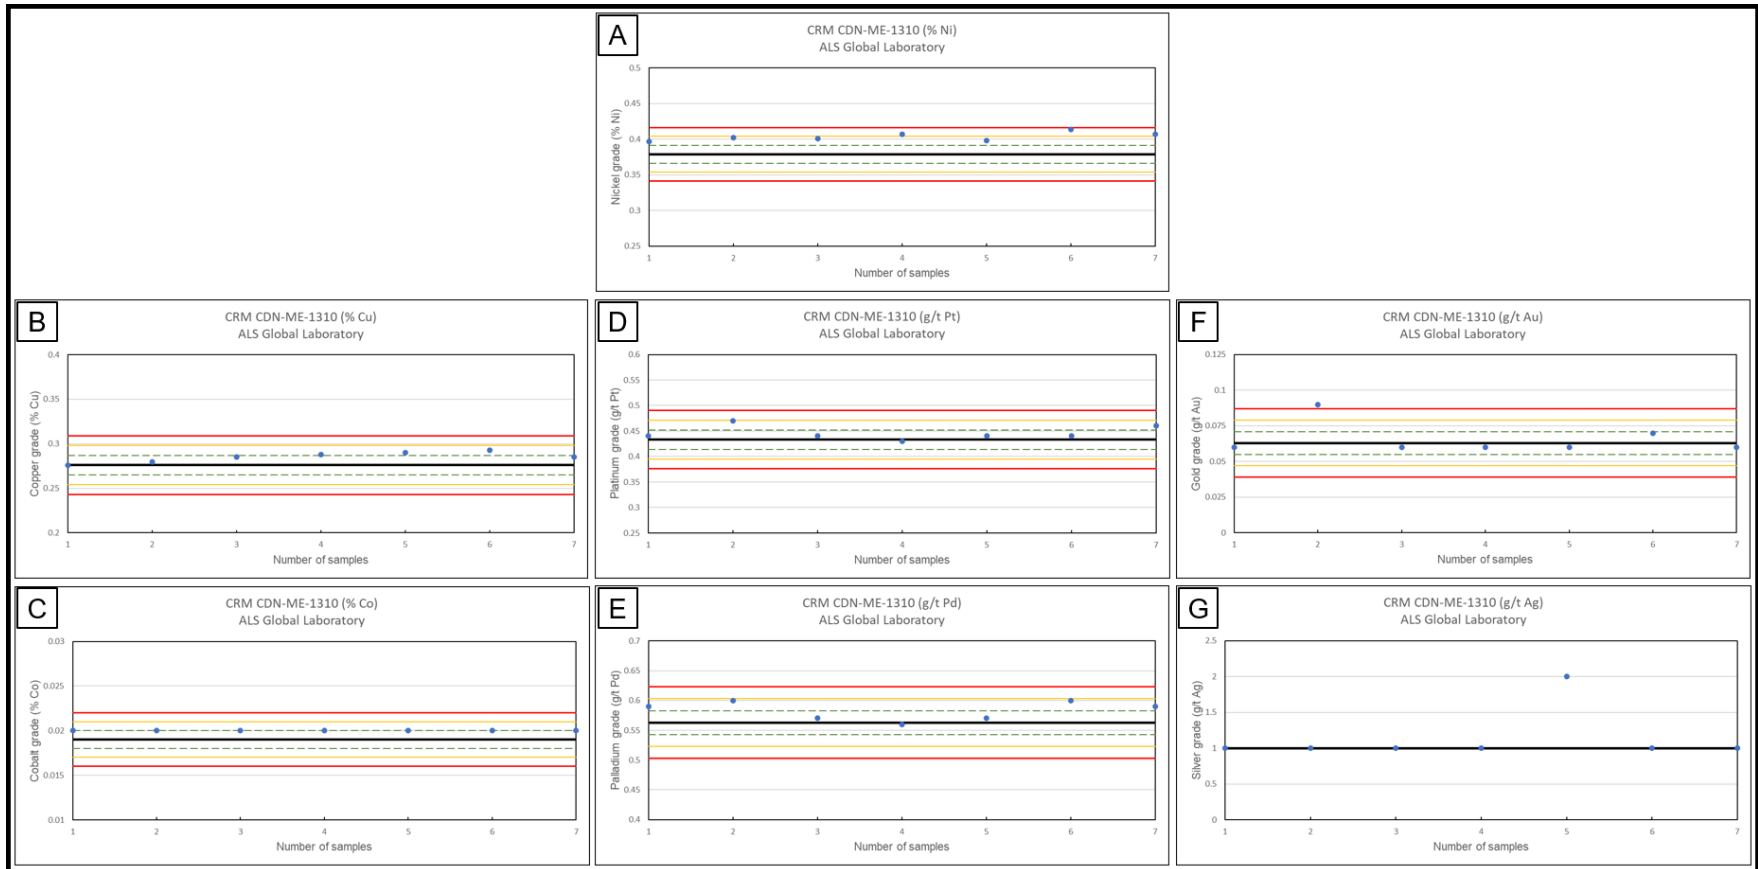 A
CRM CDN-ME-1310 (% Ni)
ALS Global Laboratory
Nickel grade (% Ni)
0.5
0.45
0.4
0.35
0.3
0.25
1 2 3 4 5 6 7
Number of samples
B
CRM CDN-ME-1310 (% Cu)
ALS Global Laboratory
Copper grade (% Cu)
0.4
0.35
0.3
0.25
0.2
1 2 3 4 5 6 7
Number of samples
D
CRM CDN-ME-1310 (g/t Pt)
ALS Global Laboratory
Platinum grade (g/t Pt)
0.6
0.55
0.5
0.45
0.4
0.35
0.3
0.25
1 2 3 4 5 6 7
Number of samples
F
CRM CDN-ME-1310 (g/t Au)
ALS Global Laboratory
Gold grade (g/t Au)
0.125
0.1
0.075
0.05
0.025
0
1 2 3 4 5 6 7
Number of samples
C
CRM CDN-ME-1310 (% Co)
ALS Global Laboratory
Cobalt grade (% Co)
0.03
0.025
0.02
0.015
0.01
1 2 3 4 5 6 7
Number of samples
E
CRM CDN-ME-1310 (g/t Pd)
ALS Global Laboratory
Palladium grade (g/t Pd)
0.7
0.65
0.6
0.55
0.5
0.45
0.4
1 2 3 4 5 6 7
Number of samples
G
CRM CDN-ME-1310 (g/t Ag)
ALS Global Laboratory
Silver grade (g/t Ag)
2.5
2
1.5
1
0.5
0
1 2 3 4 5 6 7
Number of samples